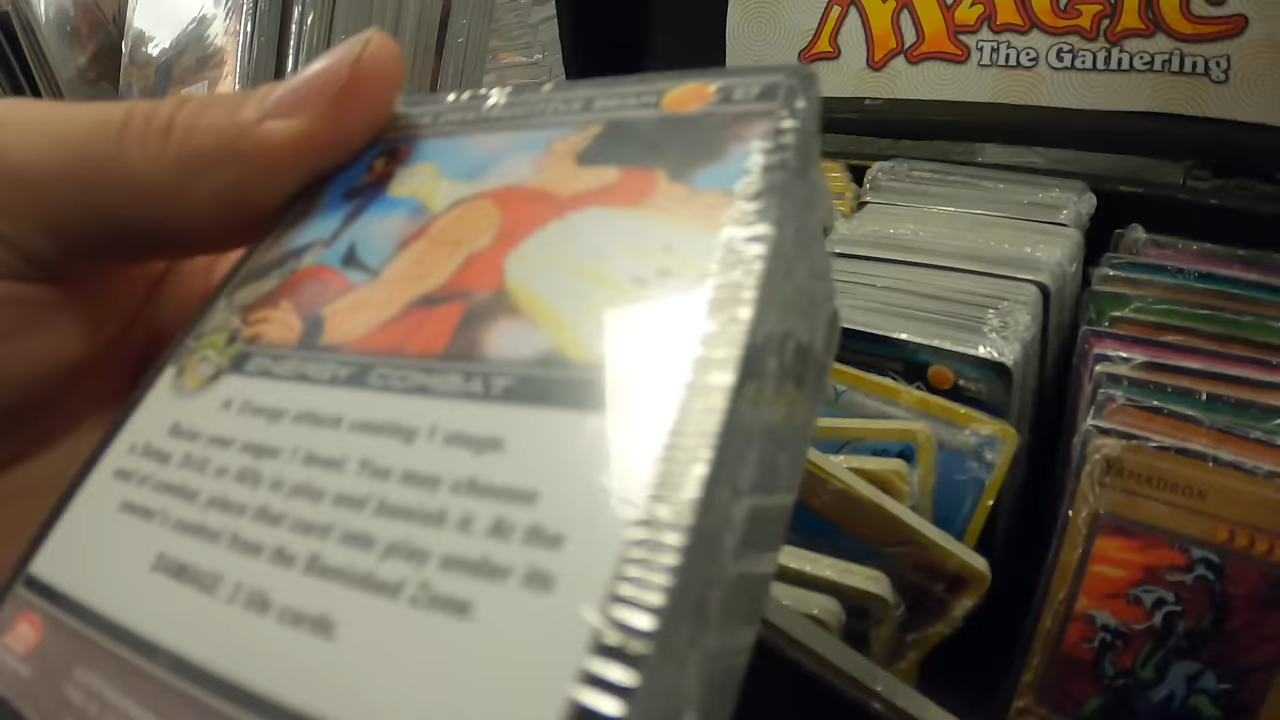 MAGIC
The Gathering
ENERGY COMBAT
Energy attack costing 1 stage.
Raise your anger 1 level. You may choose
a Setup, Drill, or Ally in play and banish it. At the
end of combat, place that card into play under its
owner's control from the Banished Zone.
DAMAGE: 3 life cards.
YAMADRON